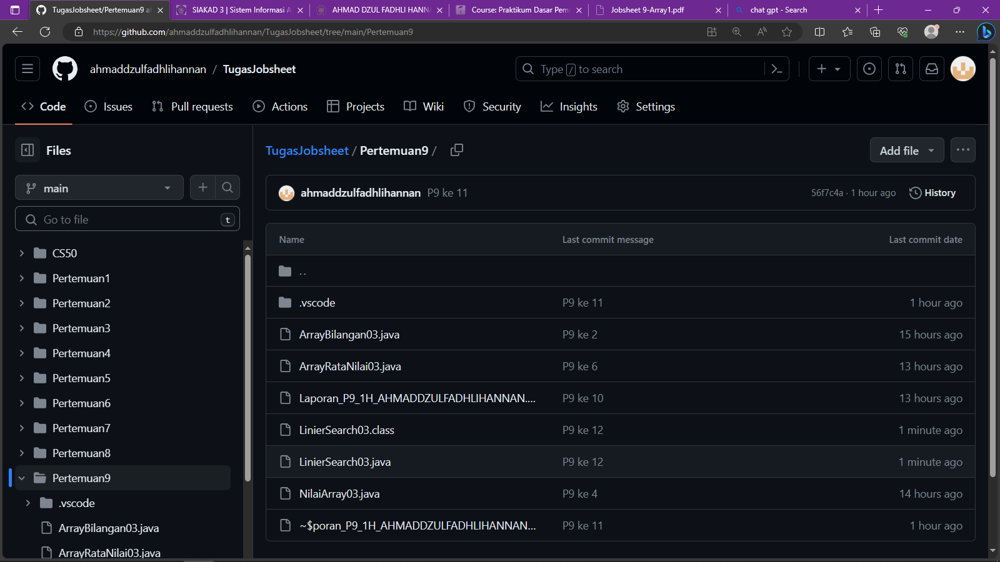 TugasJobsheet/Pertemuan9 at
SIAKAD 3 | Sistem Informasi A
AHMAD DZUL FADHLI HANNA
Course: Praktikum Dasar Pem
Jobsheet 9-Array1.pdf
chat gpt - Search
https://github.com/ahmaddzulfadhlihannan/TugasJobsheet/tree/main/Pertemuan9
ahmaddzulfadhlihannan / TugasJobsheet
Type / to search
Code
Issues
Pull requests
Actions
Projects
Wiki
Security
Insights
Settings
Files
main
Go to file
t
CS50
Pertemuan1
Pertemuan2
Pertemuan3
Pertemuan4
Pertemuan5
Pertemuan6
Pertemuan7
Pertemuan8
Pertemuan9
.vscode
ArrayBilangan03.java
ArrayRataNilai03.java
TugasJobsheet / Pertemuan9 /
Add file
ahmaddzulfadhlihannan P9 ke 11
56f7c4a · 1 hour ago
History
Name Last commit message Last commit date
..
.vscode P9 ke 11 1 hour ago
ArrayBilangan03.java P9 ke 2 15 hours ago
ArrayRataNilai03.java P9 ke 6 13 hours ago
Laporan_P9_1H_AHMADDZULFADHLIHANNAN.... P9 ke 10 13 hours ago
LinierSearch03.class P9 ke 12 1 minute ago
LinierSearch03.java P9 ke 12 1 minute ago
NilaiArray03.java P9 ke 4 14 hours ago
~$poran_P9_1H_AHMADDZULFADHLIHANNAN... P9 ke 11 1 hour ago